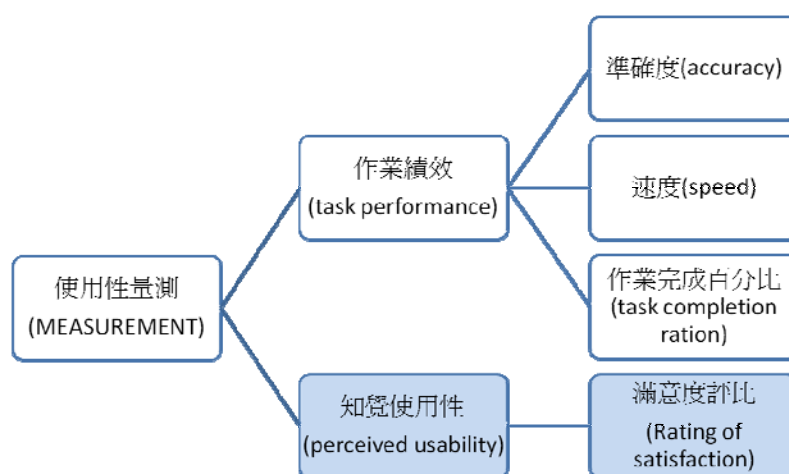 使用性量測
(MEASUREMENT)
作業績效
(task performance)
準確度(accuracy)
速度(speed)
作業完成百分比
(task completion
ration)
知覺使用性
(perceived usability)
滿意度評比
(Rating of
satisfaction)